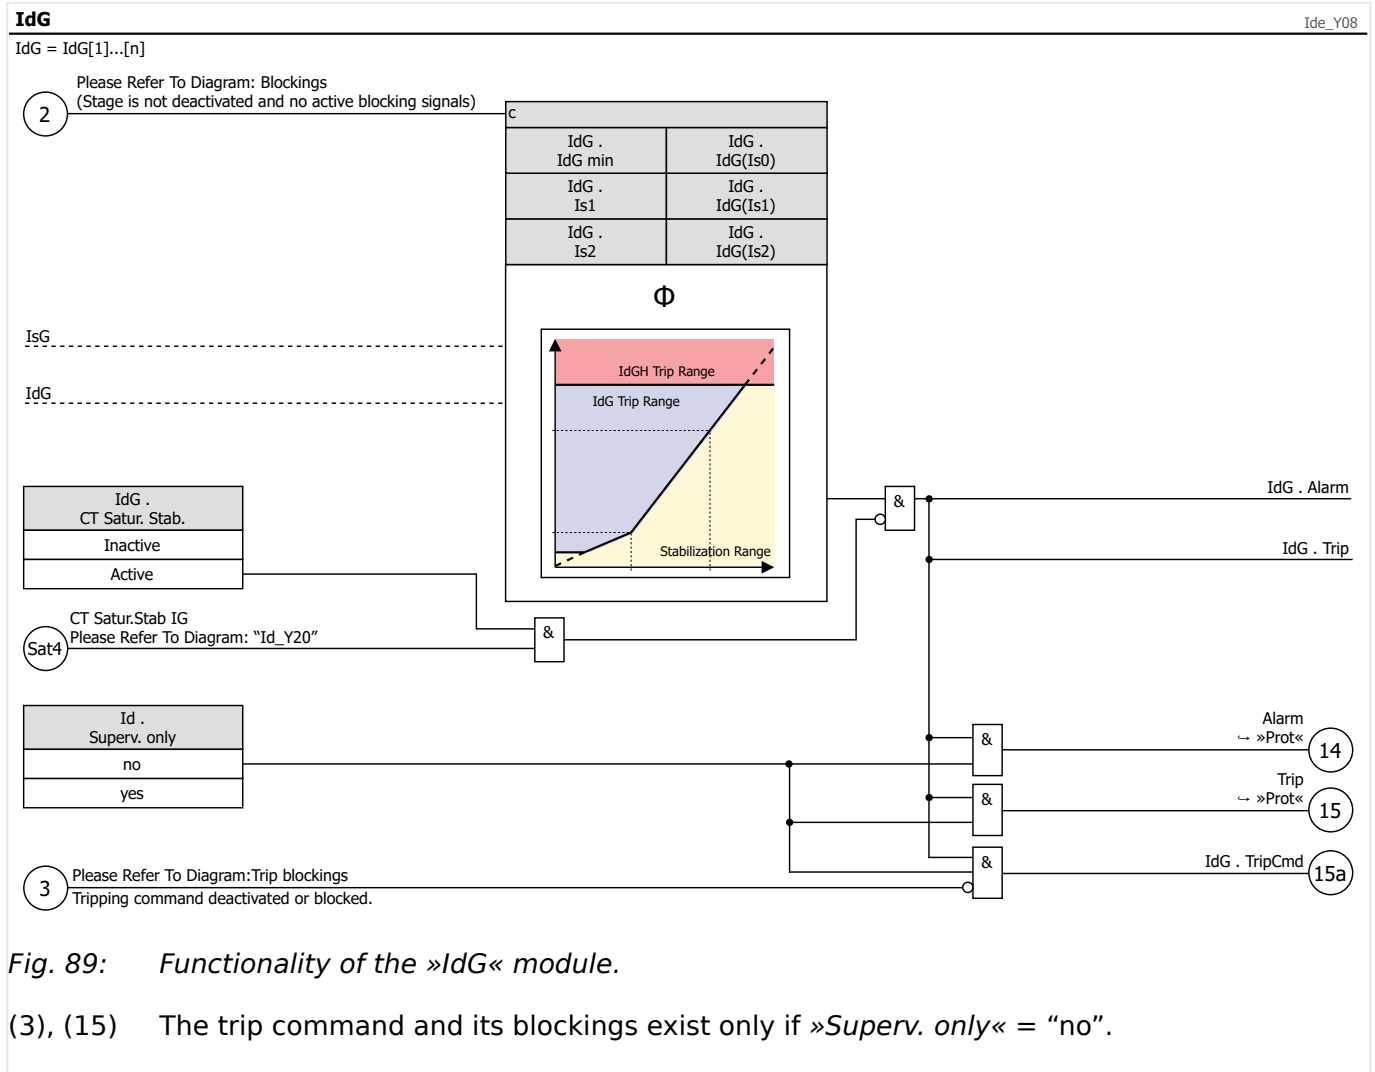 IdG
Ide_Y08
IdG = IdG[1]...[n]
Please Refer To Diagram: Blockings
(Stage is not deactivated and no active blocking signals)
2
c
IdG .
IdG min
IdG .
IdG(Is0)
IdG .
Is1
IdG .
IdG(Is1)
IdG .
Is2
IdG .
IdG(Is2)
Φ
IsG
IdG
IdGH Trip Range
IdG Trip Range
Stabilization Range
IdG .
CT Satur. Stab.
Inactive
Active
&
IdG . Alarm
IdG . Trip
CT Satur.Stab IG
Please Refer To Diagram: “Id_Y20”
Sat4
&
Id .
Superv. only
no
yes
&
Alarm
↪ »Prot«
14
&
Trip
↪ »Prot«
15
&
IdG . TripCmd
15a
3
Please Refer To Diagram:Trip blockings
Tripping command deactivated or blocked.
Fig. 89: Functionality of the »IdG« module.
(3), (15) The trip command and its blockings exist only if »Superv. only« = “no”.